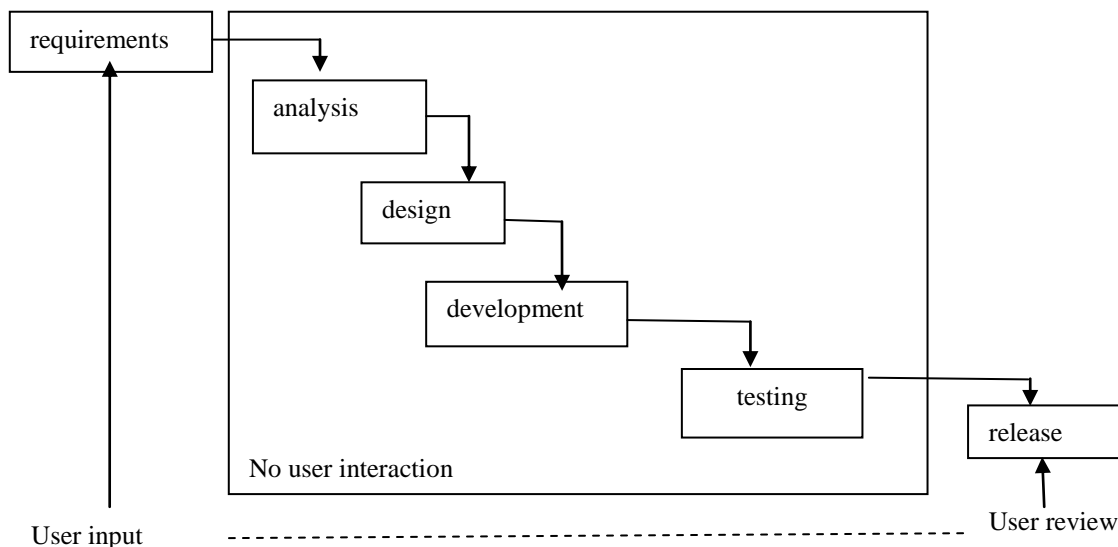 requirements
analysis
design
development
testing
release
No user interaction
User input
User review